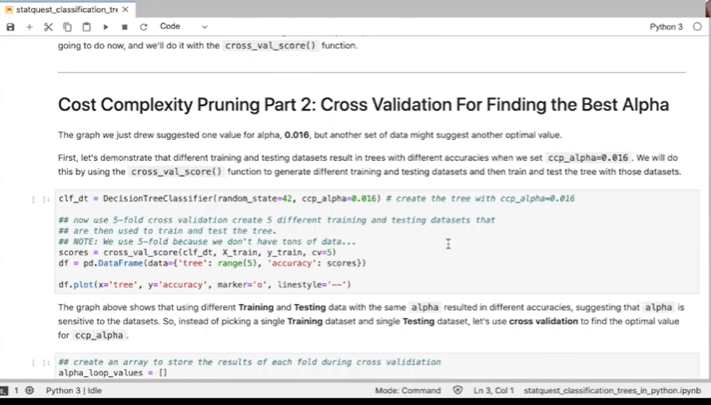 statquest_classification_tre
Code
Python 3
going to do now, and we'll do it with the cross_val_score() function.
Cost Complexity Pruning Part 2: Cross Validation For Finding the Best Alpha
The graph we just drew suggested one value for alpha, 0.016, but another set of data might suggest another optimal value.
First, let's demonstrate that different training and testing datasets result in trees with different accuracies when we set ccp_alpha=0.016. We will do
this by using the cross_val_score() function to generate different training and testing datasets and then train and test the tree with those datasets.
[ ]: clf_dt = DecisionTreeClassifier(random_state=42, ccp_alpha=0.016) # create the tree with ccp_alpha=0.016
## now use 5-fold cross validation create 5 different training and testing datasets that
## are then used to train and test the tree.
## NOTE: We use 5-fold because we don't have tons of data...
scores = cross_val_score(clf_dt, X_train, y_train, cv=5)
df = pd.DataFrame(data={'tree': range(5), 'accuracy': scores})
df.plot(x='tree', y='accuracy', marker='o', linestyle='--')
The graph above shows that using different Training and Testing data with the same alpha resulted in different accuracies, suggesting that alpha is
sensitive to the datasets. So, instead of picking a single Training dataset and single Testing dataset, let's use cross validation to find the optimal value
for ccp_alpha.
[ ]: ## create an array to store the results of each fold during cross validiation
alpha_loop_values = []
1 Python 3 | Idle Mode: Command Ln 3, Col 1 statquest_classification_trees_in_python.ipynb